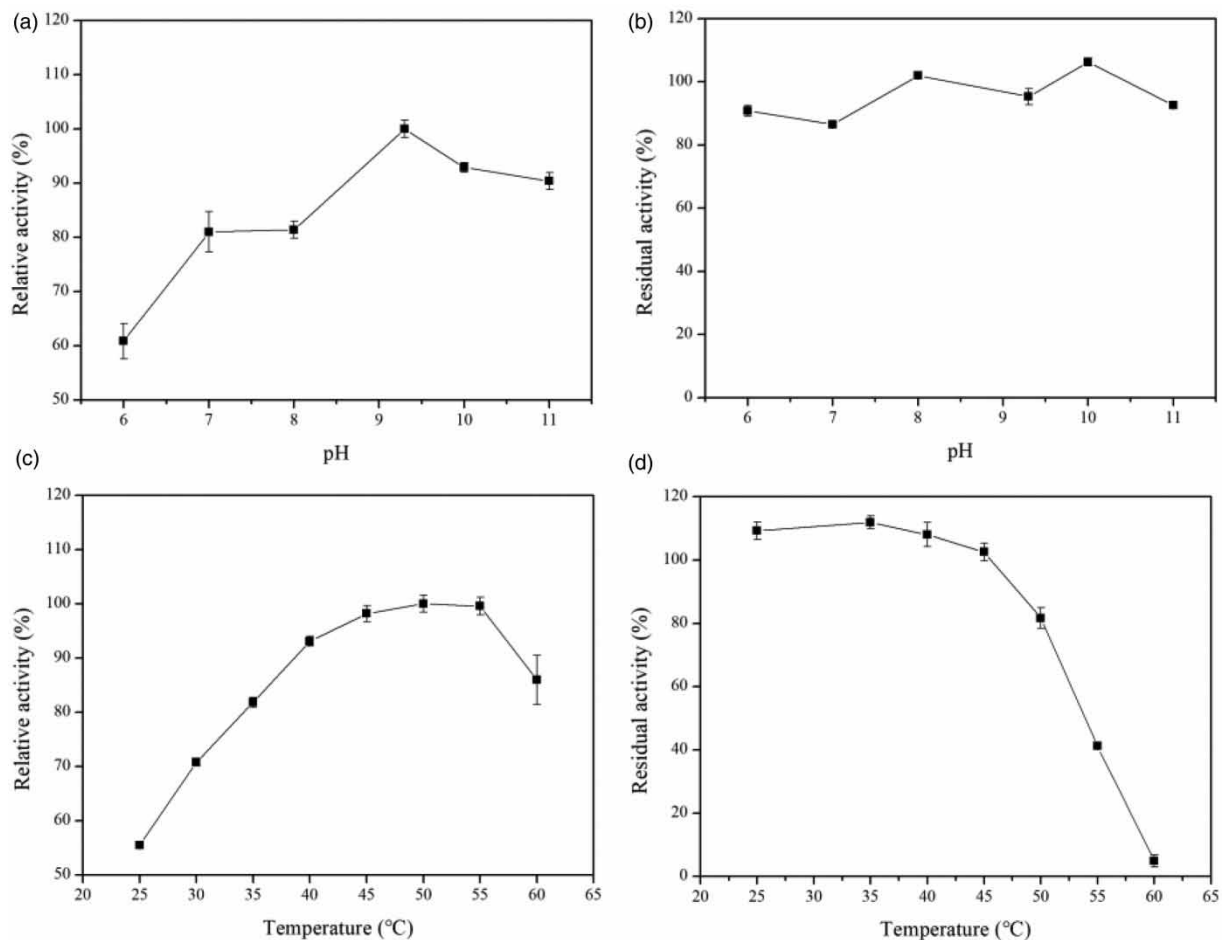 (a)
120
110
100
90
80
70
60
50
Relative activity (%)
6 7 8 9 10 11
pH
(b)
120
100
80
60
40
20
0
Residual activity (%)
6 7 8 9 10 11
pH
(c)
120
110
100
90
80
70
60
50
Relative activity (%)
20 25 30 35 40 45 50 55 60 65
Temperature (℃)
(d)
120
100
80
60
40
20
0
Residual activity (%)
20 25 30 35 40 45 50 55 60 65
Temperature (℃)